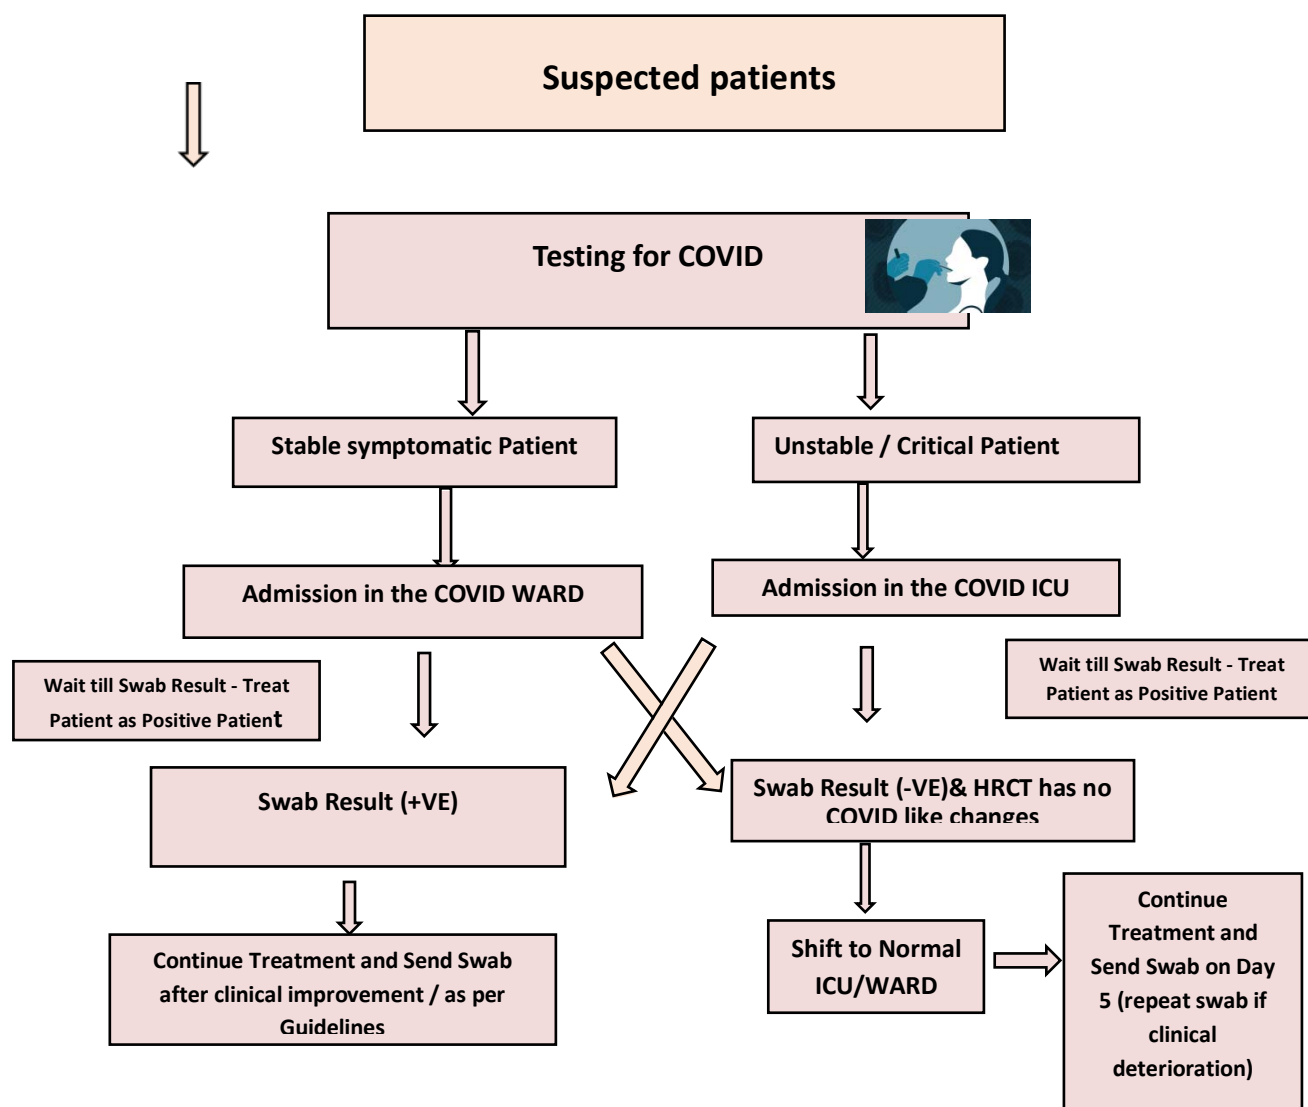 Suspected patients
Testing for COVID
Stable symptomatic Patient
Unstable / Critical Patient
Admission in the COVID WARD
Admission in the COVID ICU
Wait till Swab Result - Treat
Patient as Positive Patient
Wait till Swab Result - Treat
Patient as Positive Patient
Swab Result (+VE)
Swab Result (-VE)& HRCT has no
COVID like changes
Continue Treatment and Send Swab
after clinical improvement / as per
Guidelines
Shift to Normal
ICU/WARD
Continue
Treatment and
Send Swab on Day
5 (repeat swab if
clinical
deterioration)